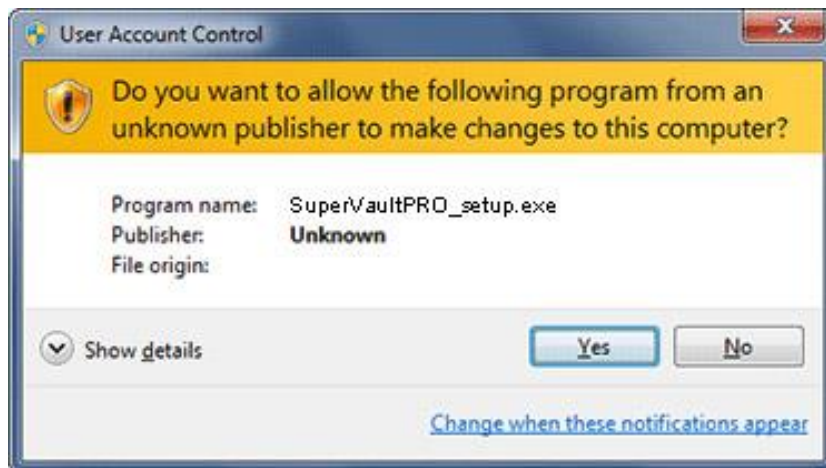 User Account Control
Do you want to allow the following program from an
unknown publisher to make changes to this computer?
Program name: SuperVaultPRO_setup.exe
Publisher: Unknown
File origin:
Show details
Yes
No
Change when these notifications appear